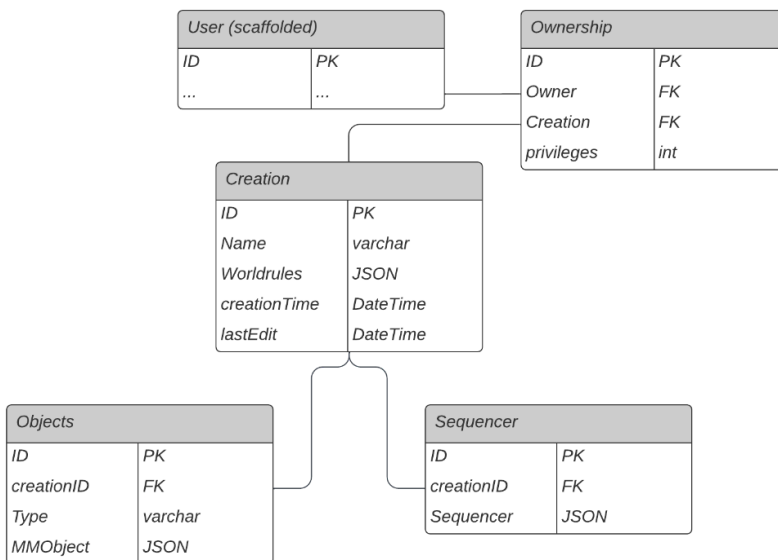 User (scaffolded)
ID PK
... ...
Ownership
ID PK
Owner FK
Creation FK
privileges int
Creation
ID PK
Name varchar
Worldrules JSON
creationTime DateTime
lastEdit DateTime
Objects
ID PK
creationID FK
Type varchar
MMObject JSON
Sequencer
ID PK
creationID FK
Sequencer JSON